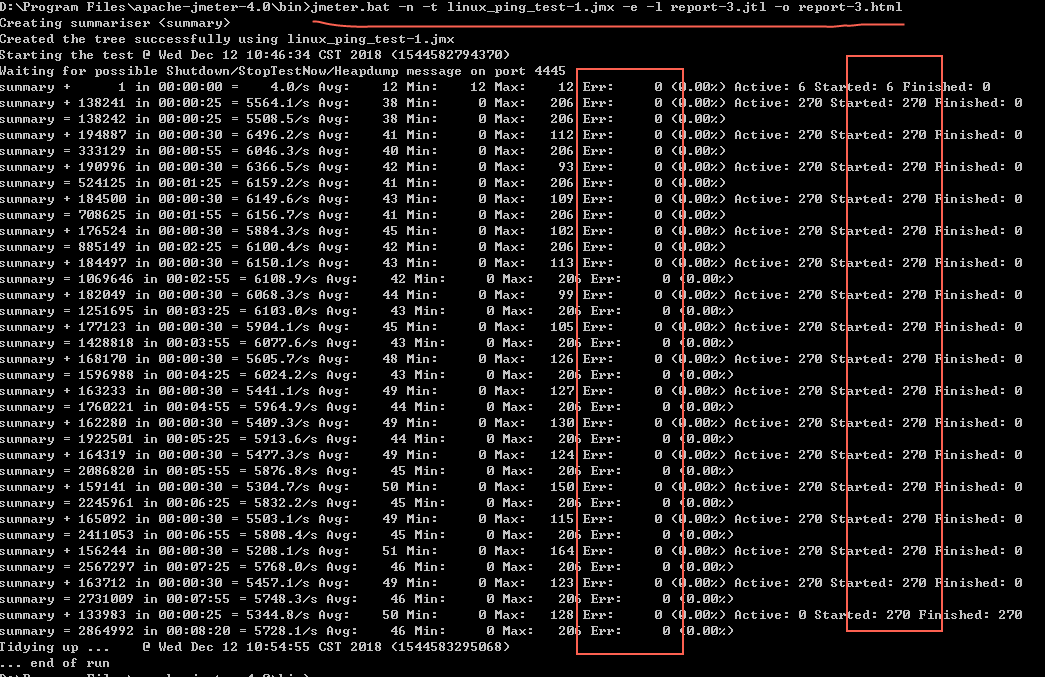 D:\Program Files\apache-jmeter-4.0\bin>jmeter.bat -n -t linux_ping_test-1.jmx -e -l report-3.jtl -o report-3.html
Creating summariser <summary>
Created the tree successfully using linux_ping_test-1.jmx
Starting the test @ Wed Dec 12 10:46:34 CST 2018 (1544582794370)
Waiting for possible Shutdown/StopTestNow/Heapdump message on port 4445
summary +      1 in 00:00:00 =    4.0/s Avg:    12 Min:    12 Max:    12 Err:     0 (0.00%) Active: 6 Started: 6 Finished: 0
summary + 138241 in 00:00:25 = 5564.1/s Avg:    38 Min:     0 Max:   206 Err:     0 (0.00%) Active: 270 Started: 270 Finished: 0
summary = 138242 in 00:00:25 = 5508.5/s Avg:    38 Min:     0 Max:   206 Err:     0 (0.00%)
summary + 194887 in 00:00:30 = 6496.2/s Avg:    41 Min:     0 Max:   112 Err:     0 (0.00%) Active: 270 Started: 270 Finished: 0
summary = 333129 in 00:00:55 = 6046.3/s Avg:    40 Min:     0 Max:   206 Err:     0 (0.00%)
summary + 190996 in 00:00:30 = 6366.5/s Avg:    42 Min:     0 Max:    93 Err:     0 (0.00%) Active: 270 Started: 270 Finished: 0
summary = 524125 in 00:01:25 = 6159.2/s Avg:    41 Min:     0 Max:   206 Err:     0 (0.00%)
summary + 184500 in 00:00:30 = 6149.6/s Avg:    43 Min:     0 Max:   109 Err:     0 (0.00%) Active: 270 Started: 270 Finished: 0
summary = 708625 in 00:01:55 = 6156.7/s Avg:    41 Min:     0 Max:   206 Err:     0 (0.00%)
summary + 176524 in 00:00:30 = 5884.3/s Avg:    45 Min:     0 Max:   102 Err:     0 (0.00%) Active: 270 Started: 270 Finished: 0
summary = 885149 in 00:02:25 = 6100.4/s Avg:    42 Min:     0 Max:   206 Err:     0 (0.00%)
summary + 184497 in 00:00:30 = 6150.1/s Avg:    43 Min:     0 Max:   113 Err:     0 (0.00%) Active: 270 Started: 270 Finished: 0
summary = 1069646 in 00:02:55 = 6108.9/s Avg:    42 Min:     0 Max:   206 Err:     0 (0.00%)
summary + 182049 in 00:00:30 = 6068.3/s Avg:    44 Min:     0 Max:    99 Err:     0 (0.00%) Active: 270 Started: 270 Finished: 0
summary = 1251695 in 00:03:25 = 6103.0/s Avg:    43 Min:     0 Max:   206 Err:     0 (0.00%)
summary + 177123 in 00:00:30 = 5904.1/s Avg:    45 Min:     0 Max:   105 Err:     0 (0.00%) Active: 270 Started: 270 Finished: 0
summary = 1428818 in 00:03:55 = 6077.6/s Avg:    43 Min:     0 Max:   206 Err:     0 (0.00%)
summary + 168170 in 00:00:30 = 5605.7/s Avg:    48 Min:     0 Max:   126 Err:     0 (0.00%) Active: 270 Started: 270 Finished: 0
summary = 1596988 in 00:04:25 = 6024.2/s Avg:    43 Min:     0 Max:   206 Err:     0 (0.00%)
summary + 163233 in 00:00:30 = 5441.1/s Avg:    49 Min:     0 Max:   127 Err:     0 (0.00%) Active: 270 Started: 270 Finished: 0
summary = 1760221 in 00:04:55 = 5964.9/s Avg:    44 Min:     0 Max:   206 Err:     0 (0.00%)
summary + 162280 in 00:00:30 = 5409.3/s Avg:    49 Min:     0 Max:   130 Err:     0 (0.00%) Active: 270 Started: 270 Finished: 0
summary = 1922501 in 00:05:25 = 5913.6/s Avg:    44 Min:     0 Max:   206 Err:     0 (0.00%)
summary + 164319 in 00:00:30 = 5477.3/s Avg:    49 Min:     0 Max:   124 Err:     0 (0.00%) Active: 270 Started: 270 Finished: 0
summary = 2086820 in 00:05:55 = 5876.8/s Avg:    45 Min:     0 Max:   206 Err:     0 (0.00%)
summary + 159141 in 00:00:30 = 5304.7/s Avg:    50 Min:     0 Max:   150 Err:     0 (0.00%) Active: 270 Started: 270 Finished: 0
summary = 2245961 in 00:06:25 = 5832.2/s Avg:    45 Min:     0 Max:   206 Err:     0 (0.00%)
summary + 165092 in 00:00:30 = 5503.1/s Avg:    49 Min:     0 Max:   115 Err:     0 (0.00%) Active: 270 Started: 270 Finished: 0
summary = 2411053 in 00:06:55 = 5808.4/s Avg:    45 Min:     0 Max:   206 Err:     0 (0.00%)
summary + 156244 in 00:00:30 = 5208.1/s Avg:    51 Min:     0 Max:   164 Err:     0 (0.00%) Active: 270 Started: 270 Finished: 0
summary = 2567297 in 00:07:25 = 5768.0/s Avg:    46 Min:     0 Max:   206 Err:     0 (0.00%)
summary + 163712 in 00:00:30 = 5457.1/s Avg:    49 Min:     0 Max:   123 Err:     0 (0.00%) Active: 270 Started: 270 Finished: 0
summary = 2731009 in 00:07:55 = 5748.3/s Avg:    46 Min:     0 Max:   206 Err:     0 (0.00%)
summary + 133983 in 00:00:25 = 5344.8/s Avg:    50 Min:     0 Max:   128 Err:     0 (0.00%) Active: 0 Started: 270 Finished: 270
summary = 2864992 in 00:08:20 = 5728.1/s Avg:    46 Min:     0 Max:   206 Err:     0 (0.00%)
Tidying up ...    @ Wed Dec 12 10:54:55 CST 2018 (1544583295068)
... end of run
D:\Program Files\apache-jmeter-4.0\bin>